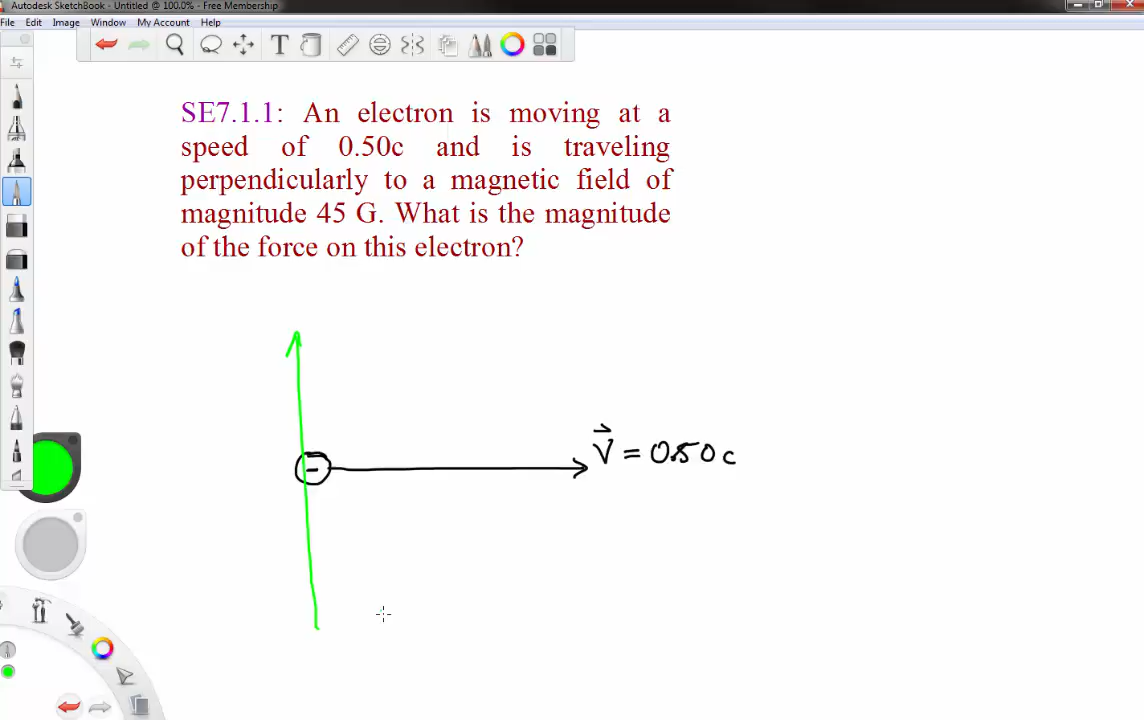 Autodesk SketchBook - Untitled @ 100.0% - Free Membership
File Edit Image Window My Account Help
T
SE7.1.1: An electron is moving at a
speed of 0.50c and is traveling
perpendicularly to a magnetic field of
magnitude 45 G. What is the magnitude
of the force on this electron?
V = 0.50c
-